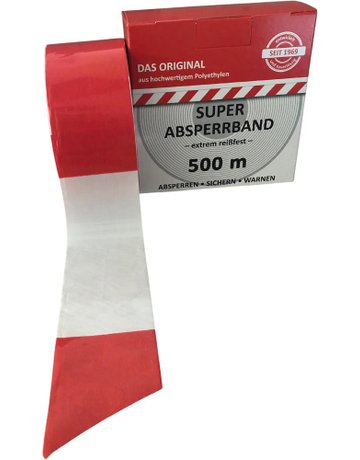 SEIT 1969
DAS ORIGINAL
aus hochwertigem Polyethylen
SUPER
ABSPERRBAND
– extrem reißfest –
500 m
ABSPERREN • SICHERN • WARNEN